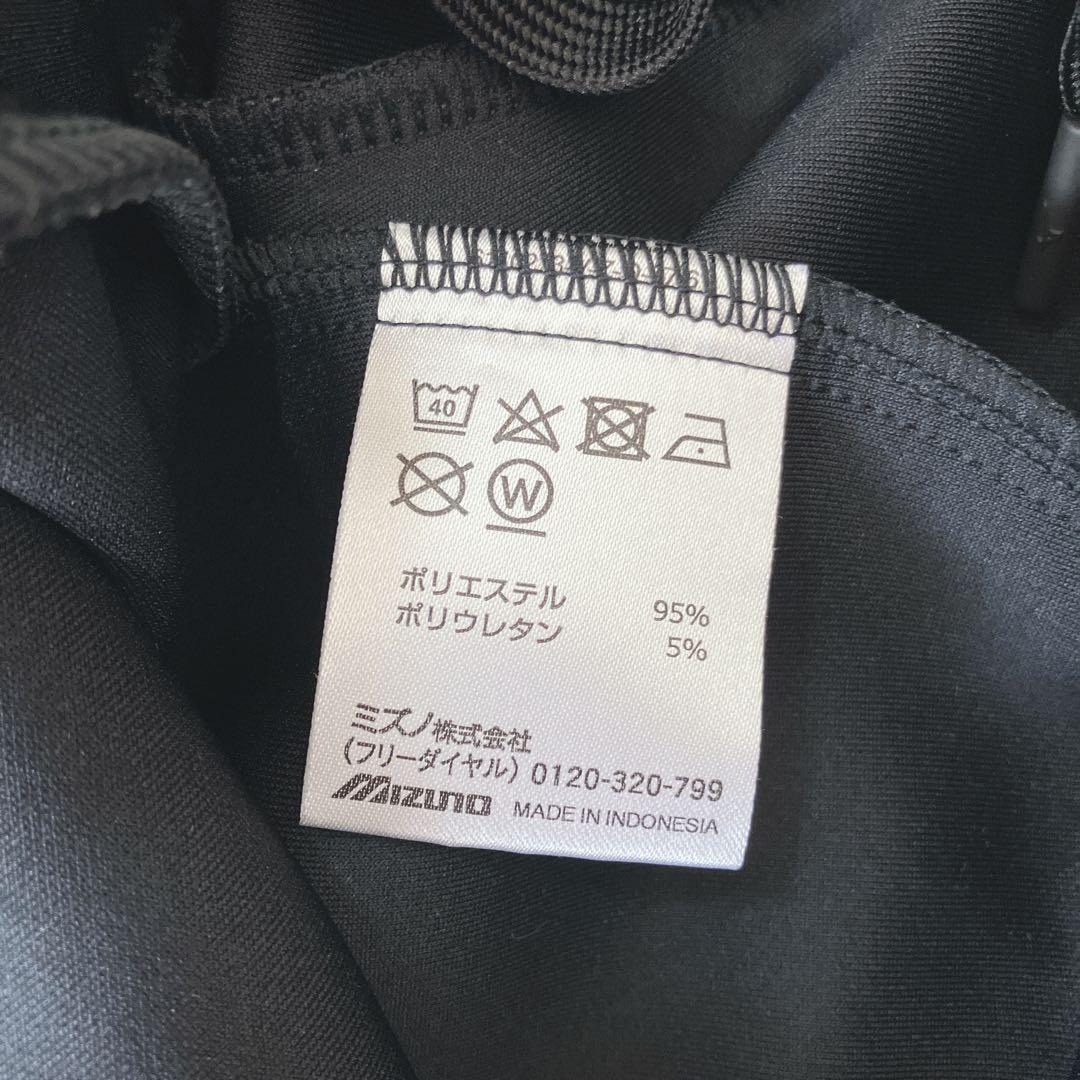 40
W
ポリエステル 95%
ポリウレタン 5%
ミズノ株式会社
(フリーダイヤル) 0120-320-799
MIZUNO MADE IN INDONESIA